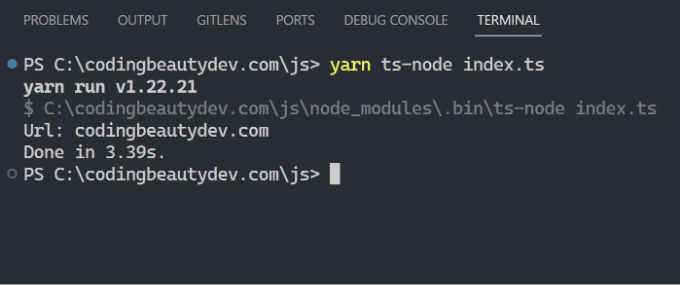 PROBLEMS OUTPUT GITLENS PORTS DEBUG CONSOLE TERMINAL
PS C:\codingbeautydev.com\js> yarn ts-node index.ts
yarn run v1.22.21
$ C:\codingbeautydev.com\js\node_modules\.bin\ts-node index.ts
Url: codingbeautydev.com
Done in 3.39s.
PS C:\codingbeautydev.com\js>